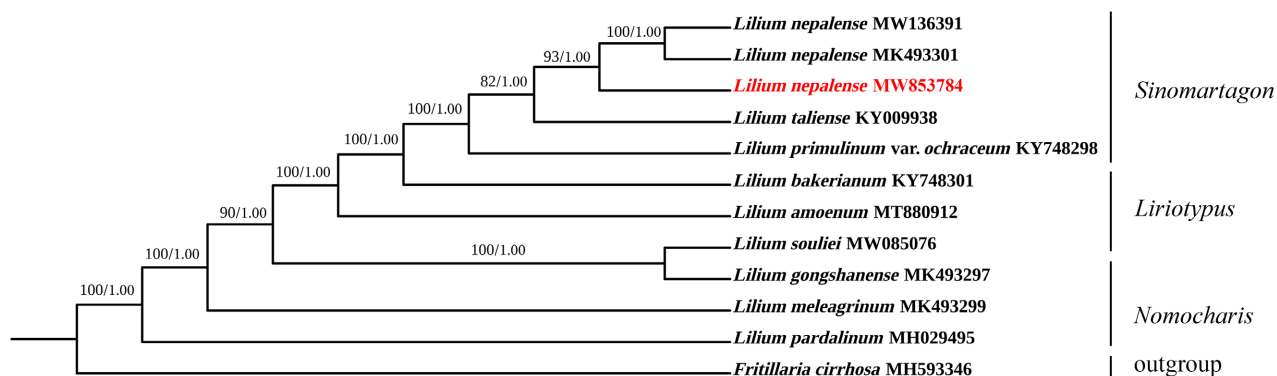 100/1.00 Lilium nepalense MW136391
93/1.00 Lilium nepalense MK493301
82/1.00 Lilium nepalense MW853784 Sinomartagon
100/1.00 Lilium taliense KY009938
100/1.00 Lilium primulinum var. ochraceum KY748298
100/1.00 Lilium bakerianum KY748301
90/1.00 Lilium amoenum MT880912 Liriotypus
100/1.00 Lilium souliei MW085076
100/1.00 Lilium gongshanense MK493297
100/1.00 Lilium meleagrinum MK493299 Nomocharis
Lilium pardalinum MH029495
Fritillaria cirrhosa MH593346 outgroup